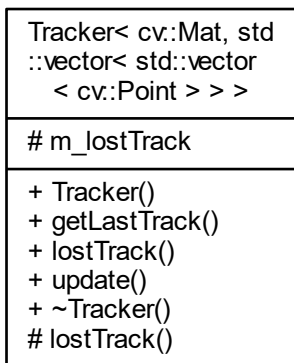 Tracker< cv::Mat, std
::vector< std::vector
< cv::Point > > >
# m_lostTrack
+ Tracker()
+ getLastTrack()
+ lostTrack()
+ update()
+ ~Tracker()
# lostTrack()